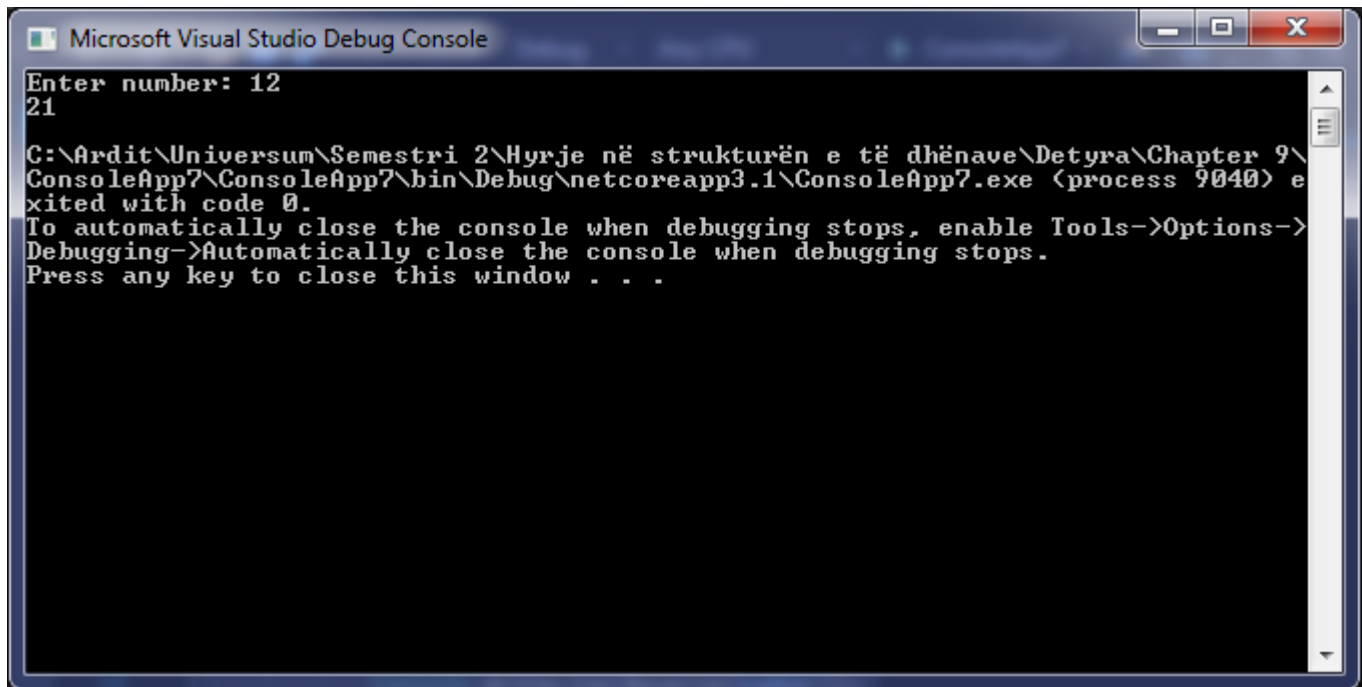 Microsoft Visual Studio Debug Console
Enter number: 12
21
C:\Ardit\Universum\Semestri 2\Hyrje në strukturën e të dhënave\Detyra\Chapter 9\
ConsoleApp7\ConsoleApp7\bin\Debug\netcoreapp3.1\ConsoleApp7.exe (process 9040) e
xited with code 0.
To automatically close the console when debugging stops, enable Tools->Options->
Debugging->Automatically close the console when debugging stops.
Press any key to close this window . . .